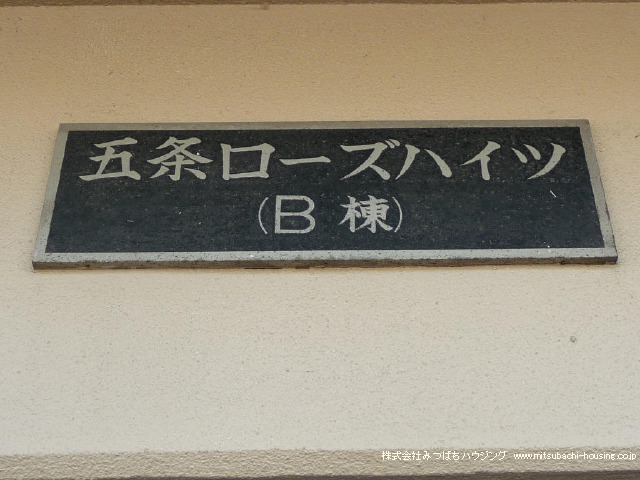 五条ローズハイツ
(B 棟)
株式会社みつばちハウジング www.mitsubachi-housing.co.jp